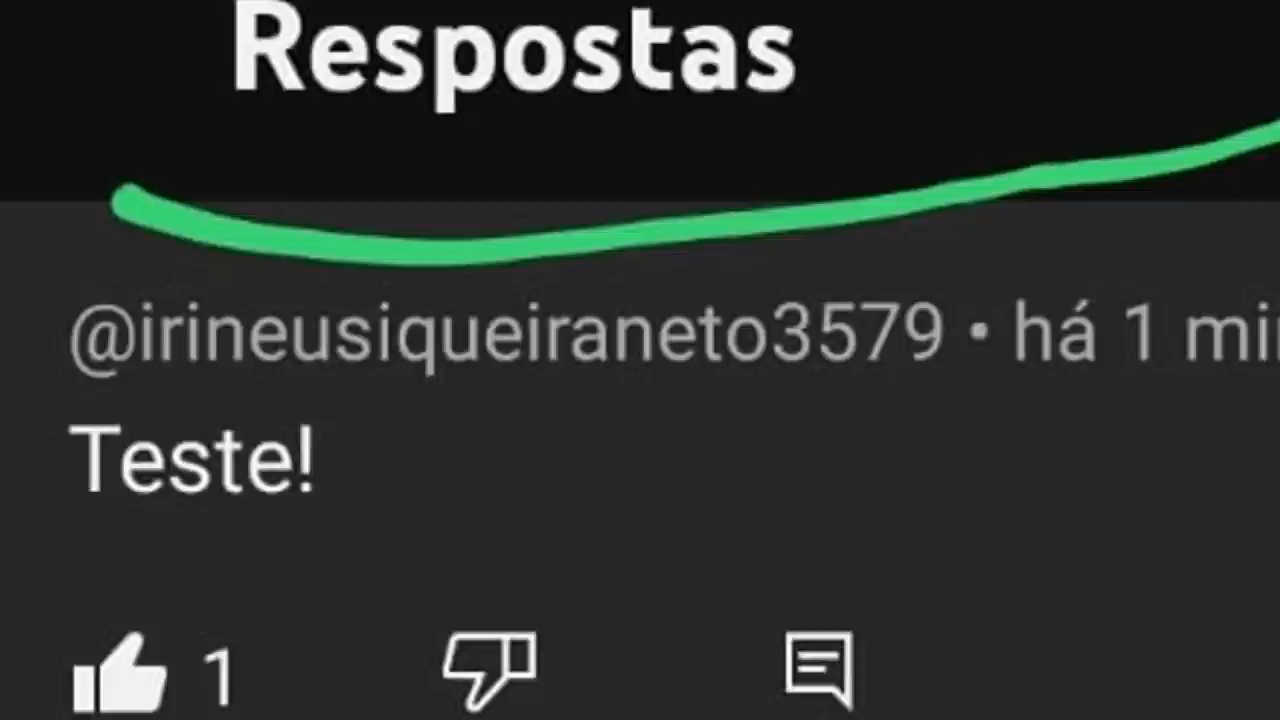 Respostas
@irineusiqueiraneto3579 • há 1
Teste!
1